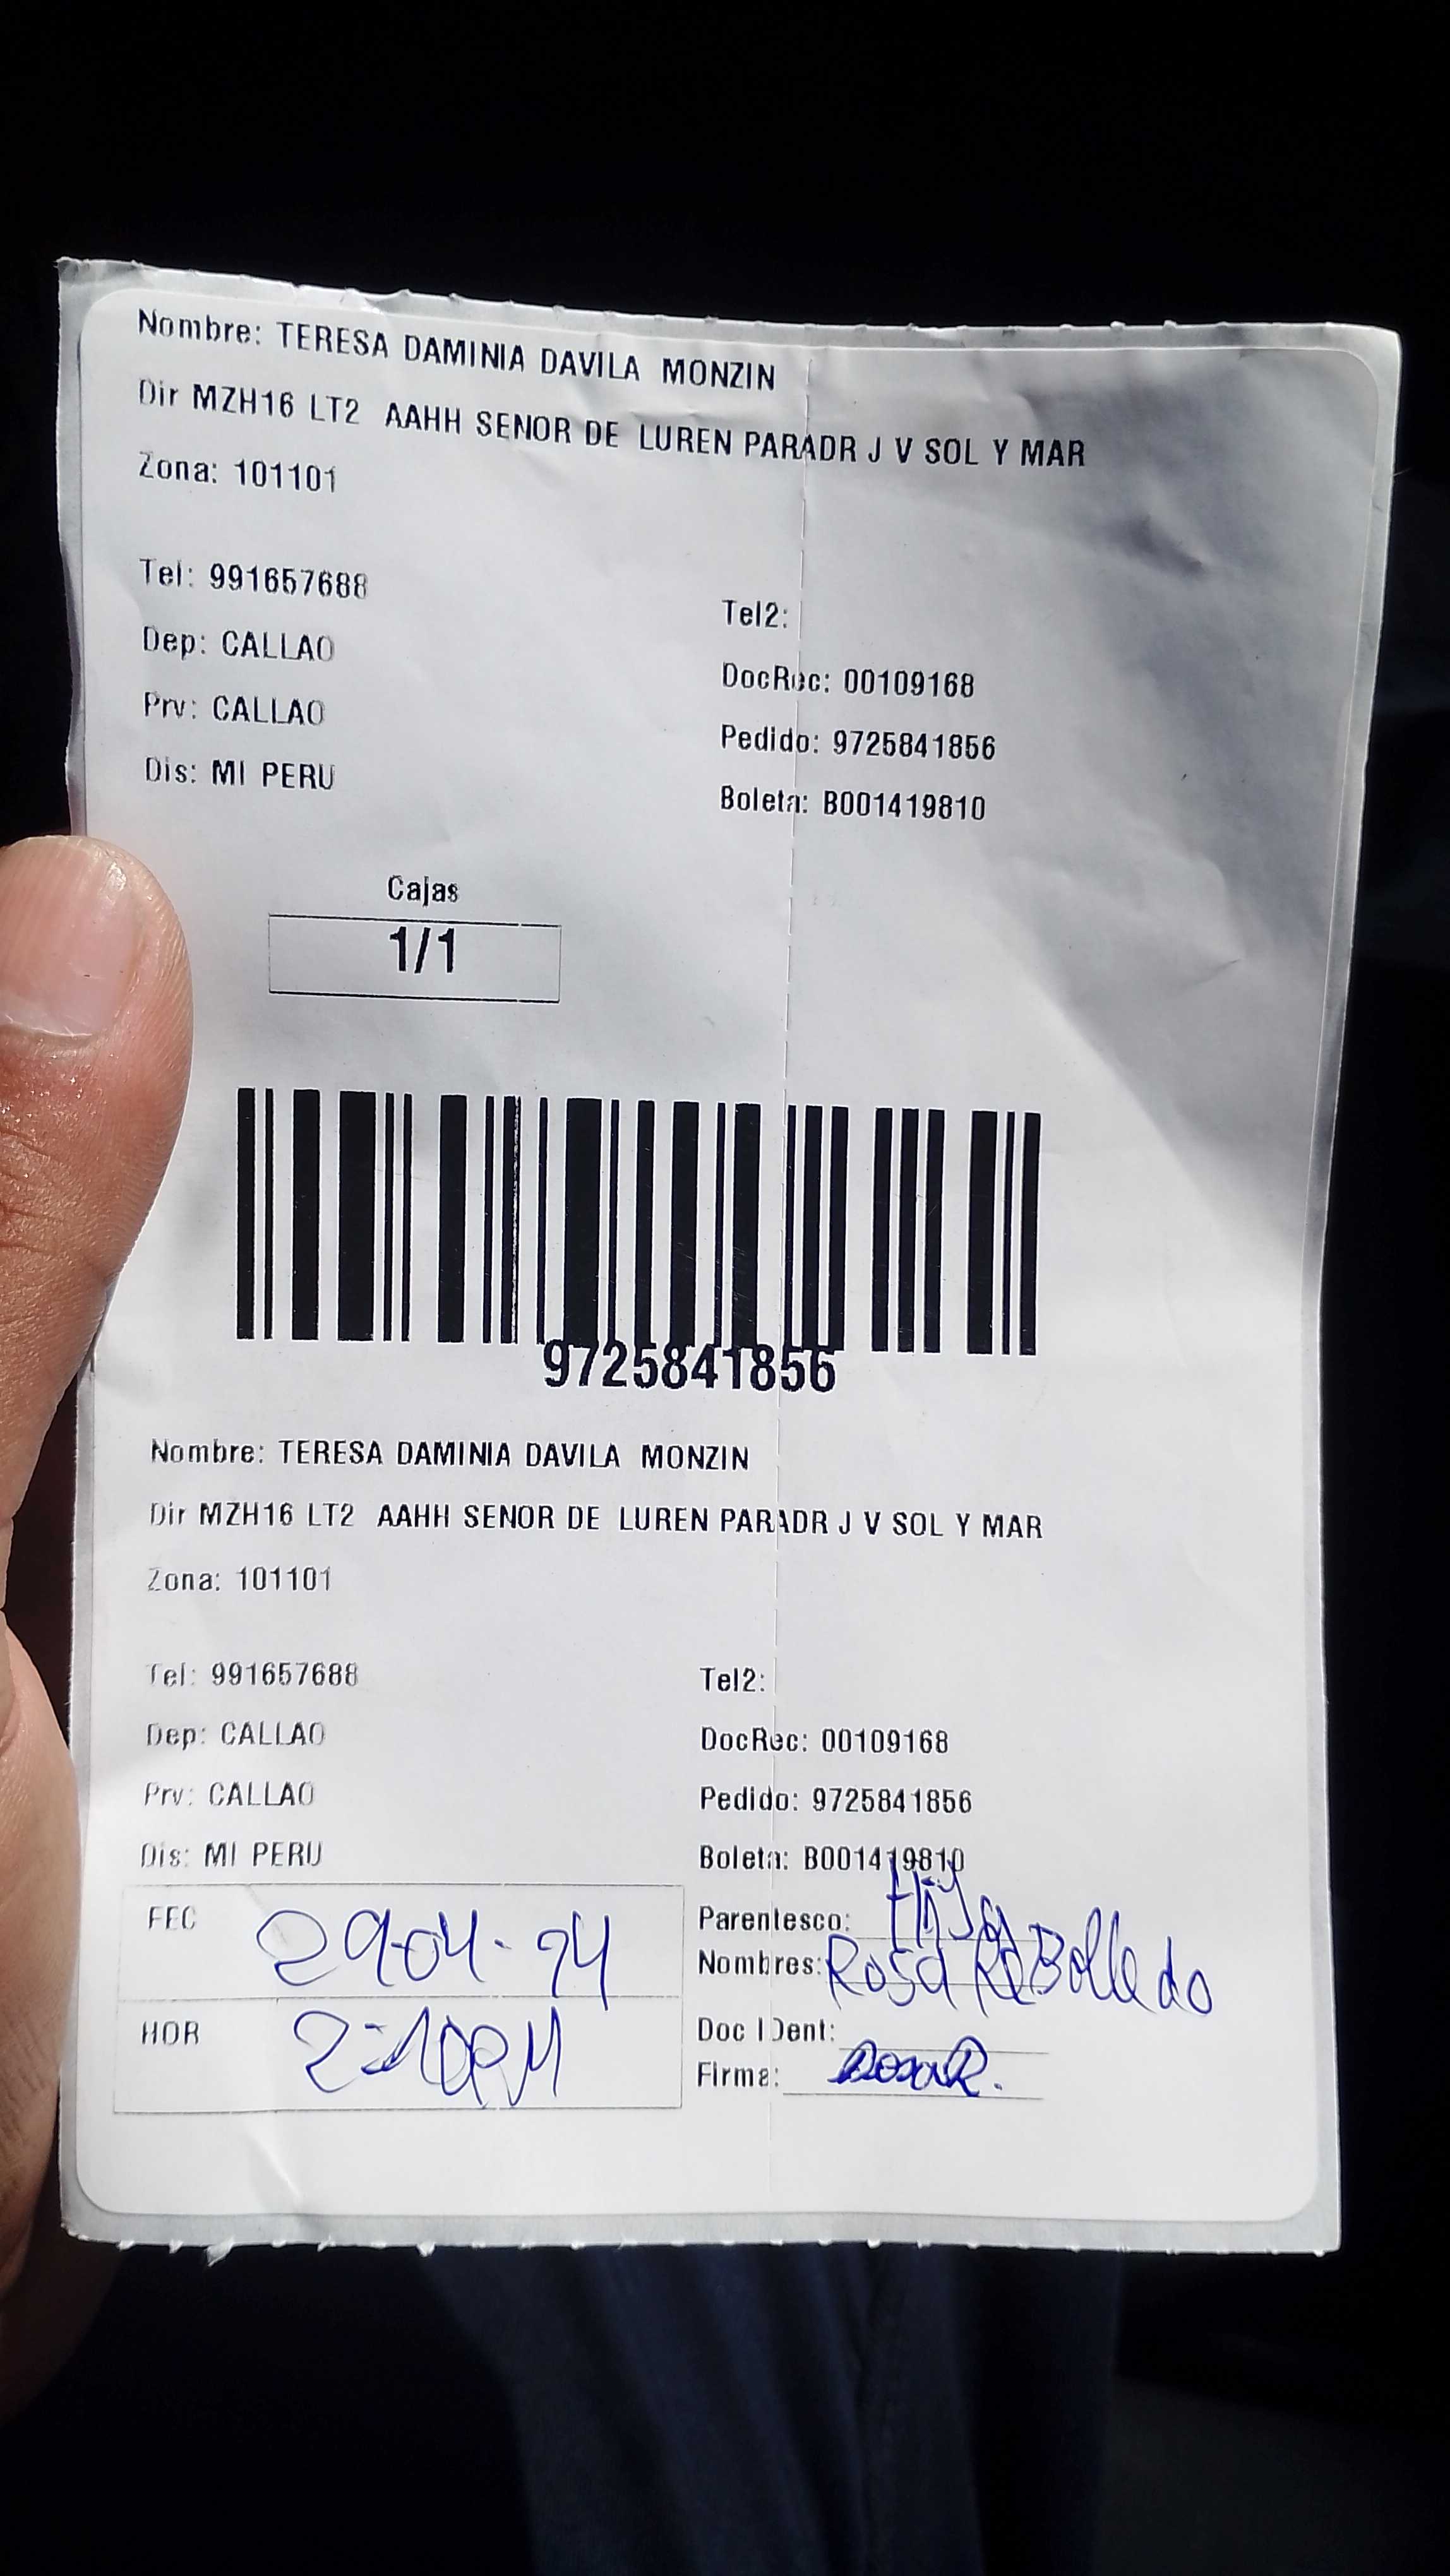 Nombre: TERESA DAMINIA DAVILA MONZIN
Dir MZH16 LT2 AAHH SENOR DE LUREN PARADR J V SOL Y MAR
Zona: 101101
Tel: 991657688
Tel2:
Dep: CALLAO
DocRec: 00109168
Prv: CALLAO
Pedido: 9725841856
Dis: MI PERU
Boleta: B001419810
Cajas
1/1
9725841856
Nombre: TERESA DAMINIA DAVILA MONZIN
Dir MZH16 LT2 AAHH SENOR DE LUREN PARADR J V SOL Y MAR
Zona: 101101
Tel: 991657688
Tel2:
Dep: CALLAO
DocRec: 00109168
Prv: CALLAO
Pedido: 9725841856
Dis: MI PERU
Boleta: B001419810
FEC
Parentesco: Hija
Nombres: Rosa ReBolledo
HOR 2:10PM
Doc IDent:
Firma: RosaR.